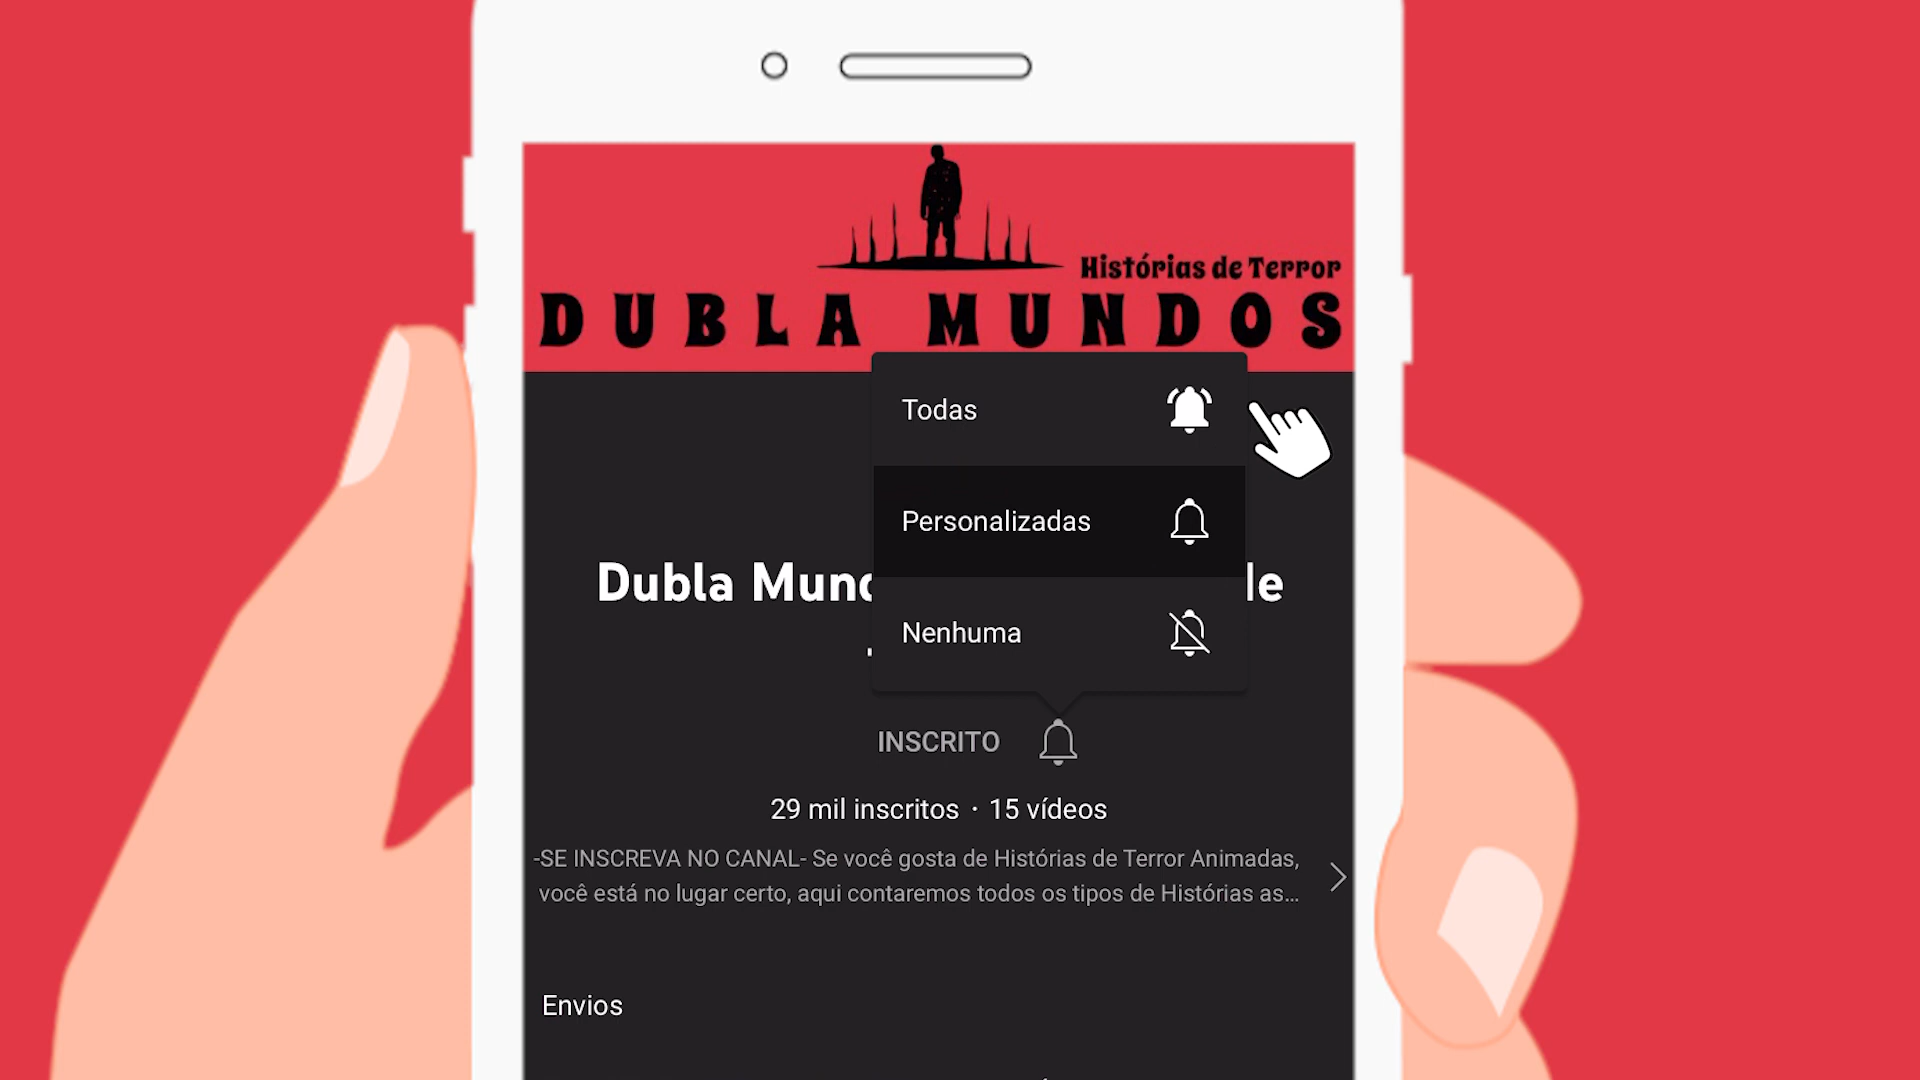 Histórias de Terror
DUBLA MUNDOS
Todas
Personalizadas
Dubla
Nenhuma
INSCRITO
29 mil inscritos · 15 vídeos
-SE INSCREVA NO CANAL- Se você gosta de Histórias de Terror Animadas,
você está no lugar certo, aqui contaremos todos os tipos de Histórias as...
Envios